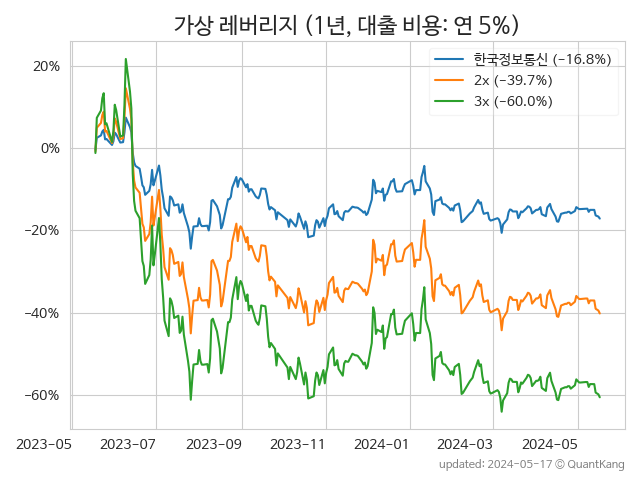 가상 레버리지 (1년, 대출 비용: 연 5%)
한국정보통신 (−16.8%)
2x (−39.7%)
3x (−60.0%)
20%
0%
−20%
−40%
−60%
2023-05 2023-07 2023-09 2023-11 2024-01 2024-03 2024-05
updated: 2024-05-17 © QuantKang